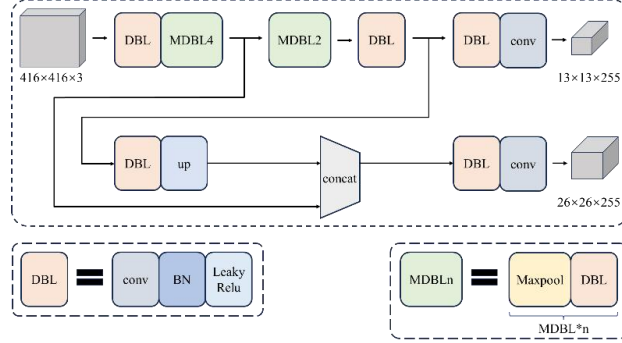 DBL MDBL4 MDBL2 DBL DBL conv
416×416×3 13×13×255
DBL up concat DBL conv
26×26×255
DBL = conv BN Leaky Relu
MDBLn = Maxpool DBL
MDBL*n